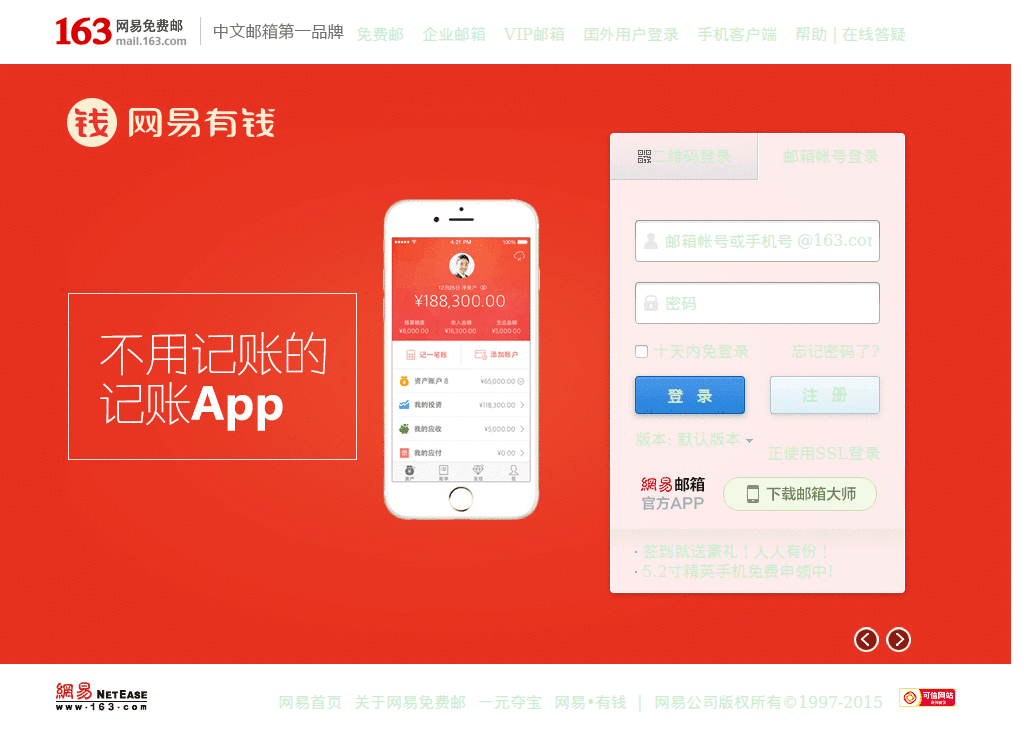 163 网易免费邮 mail.163.com 中文邮箱第一品牌 免费邮 企业邮箱 VIP邮箱 国外用户登录 手机客户端 帮助 | 在线答疑
钱 网易有钱
二维码登录 邮箱帐号登录
邮箱帐号或手机号 @163.com
密码
十天内免登录 忘记密码了?
登 录 注 册
版本: 默认版本
正使用SSL登录
網易邮箱
官方APP
下载邮箱大师
· 签到就送豪礼！人人有份！
· 5.2寸精英手机免费申领中!
不用记账的
记账App
4:21 PM 100%
12月25日 净资产
¥188,300.00
¥8,000.00 ¥16,300.00 ¥5,000.00
记一笔账 添加账户
资产账户 8 ¥65,000.00
我的投资 ¥118,300.00
我的应收 ¥5,000.00
我的应付 ¥0.00
網易 NETEASE
www.163.com
网易首页 关于网易免费邮 一元夺宝 网易•有钱 | 网易公司版权所有©1997-2015
可信网站